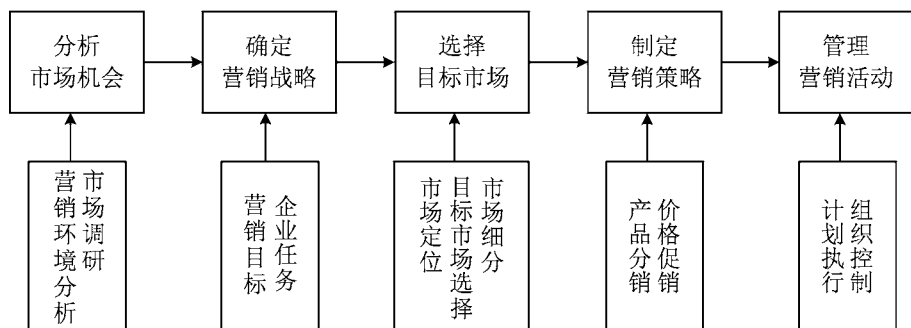 分析
市场机会
确定
营销战略
选择
目标市场
制定
营销策略
管理
营销活动
市场调研
营销环境分析
企业任务
营销目标
市场细分
目标市场选择
市场定位
价格促销
产品分销
组织控制
计划执行